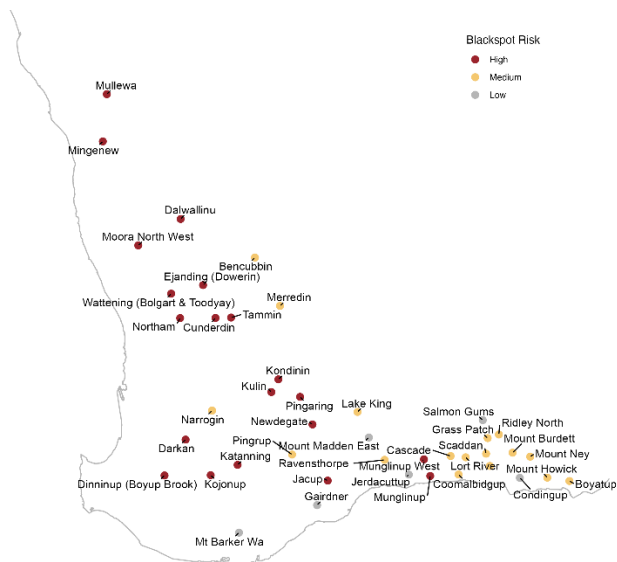 Blackspot Risk
High
Medium
Low
Mullewa
Mingenew
Dalwallinu
Moora North West
Bencubbin
Ejanding (Dowerin)
Wattening (Bolgart & Toodyay)
Merredin
Northam
Cunderdin
Tammin
Kondinin
Kulin
Pingaring
Lake King
Narrogin
Newdegate
Salmon Gums
Ridley North
Grass Patch
Mount Burdett
Darkan
Pingrup
Mount Madden East
Cascade
Scaddan
Mount Ney
Katanning
Ravensthorpe
Munglinup West
Lort River
Mount Howick
Dinninup (Boyup Brook)
Kojonup
Jacup
Jerdacuttup
Coomalbidgup
Condingup
Boyatup
Gairdner
Munglinup
Mt Barker Wa